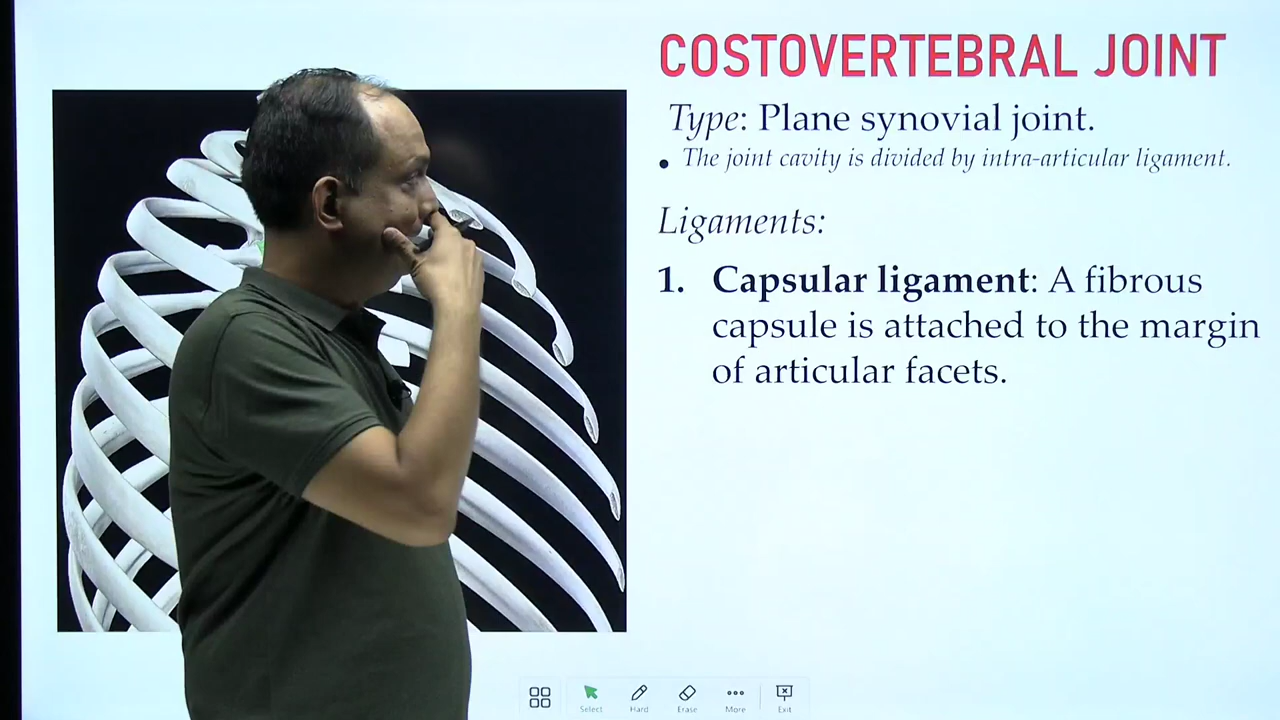 COSTOVERTEBRAL JOINT
Type: Plane synovial joint.
• The joint cavity is divided by intra-articular ligament.
Ligaments:
1. Capsular ligament: A fibrous
capsule is attached to the margin
of articular facets.
Select Hard Erase More Exit